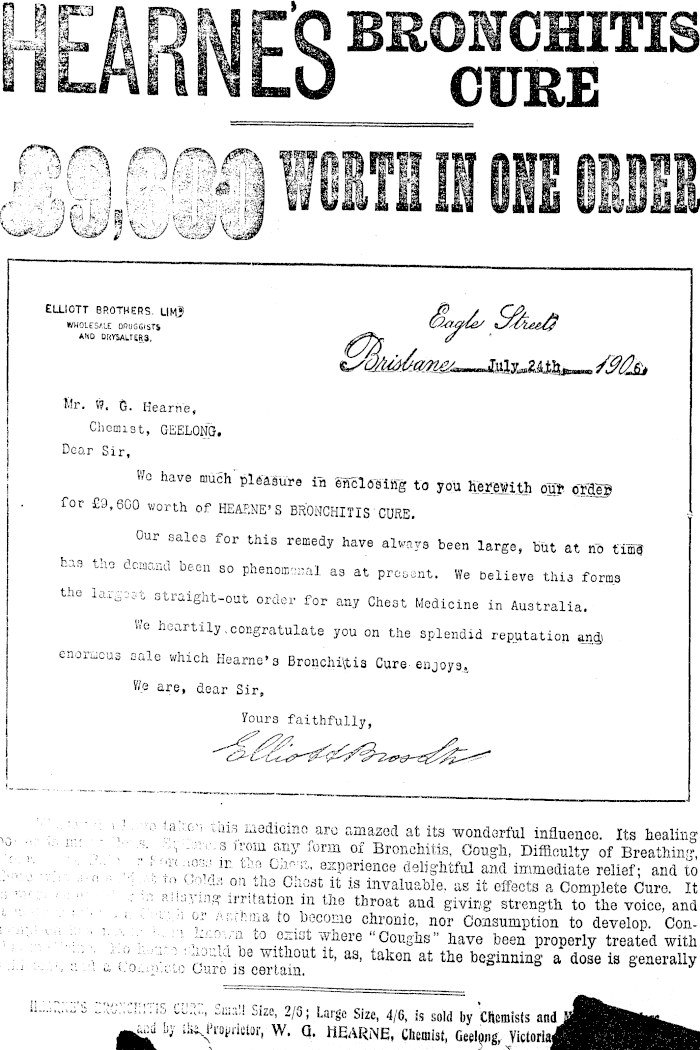 HEARNE'S BRONCHITIS
CURE
£9,600 WORTH IN ONE ORDER
ELLIOTT BROTHERS. LIMD
WHOLESALE DRUGGISTS
AND DRYSALTERS.
Eagle Street
Brisbane July 24th, 1906
Mr. W. G. Hearne,
Chemist, GEELONG.
Dear Sir,
We have much pleasure in enclosing to you herewith our order
for £9,600 worth of HEARNE'S BRONCHITIS CURE.
Our sales for this remedy have always been large, but at no time
has the demand been so phenomenal as at present. We believe this forms
the largest straight-out order for any Chest Medicine in Australia.
We heartily congratulate you on the splendid reputation and
enormous sale which Hearne's Bronchitis Cure enjoys.
We are, dear Sir,
Yours faithfully,
Elliott Bros Ltd
have taken this medicine are amazed at its wonderful influence. Its healing
from any form of Bronchitis, Cough, Difficulty of Breathing,
Soreness in the Chest, experience delightful and immediate relief; and to
to Colds on the Chest it is invaluable, as it effects a Complete Cure. It
in allaying irritation in the throat and giving strength to the voice, and
or Asthma to become chronic, nor Consumption to develop. Con-
known to exist where "Coughs" have been properly treated with
No house should be without it, as, taken at the beginning a dose is generally
and a Complete Cure is certain.
HEARNE'S BRONCHITIS CURE, Small Size, 2/6; Large Size, 4/6, is sold by Chemists and
and by the Proprietor, W. G. HEARNE, Chemist, Geelong, Victoria